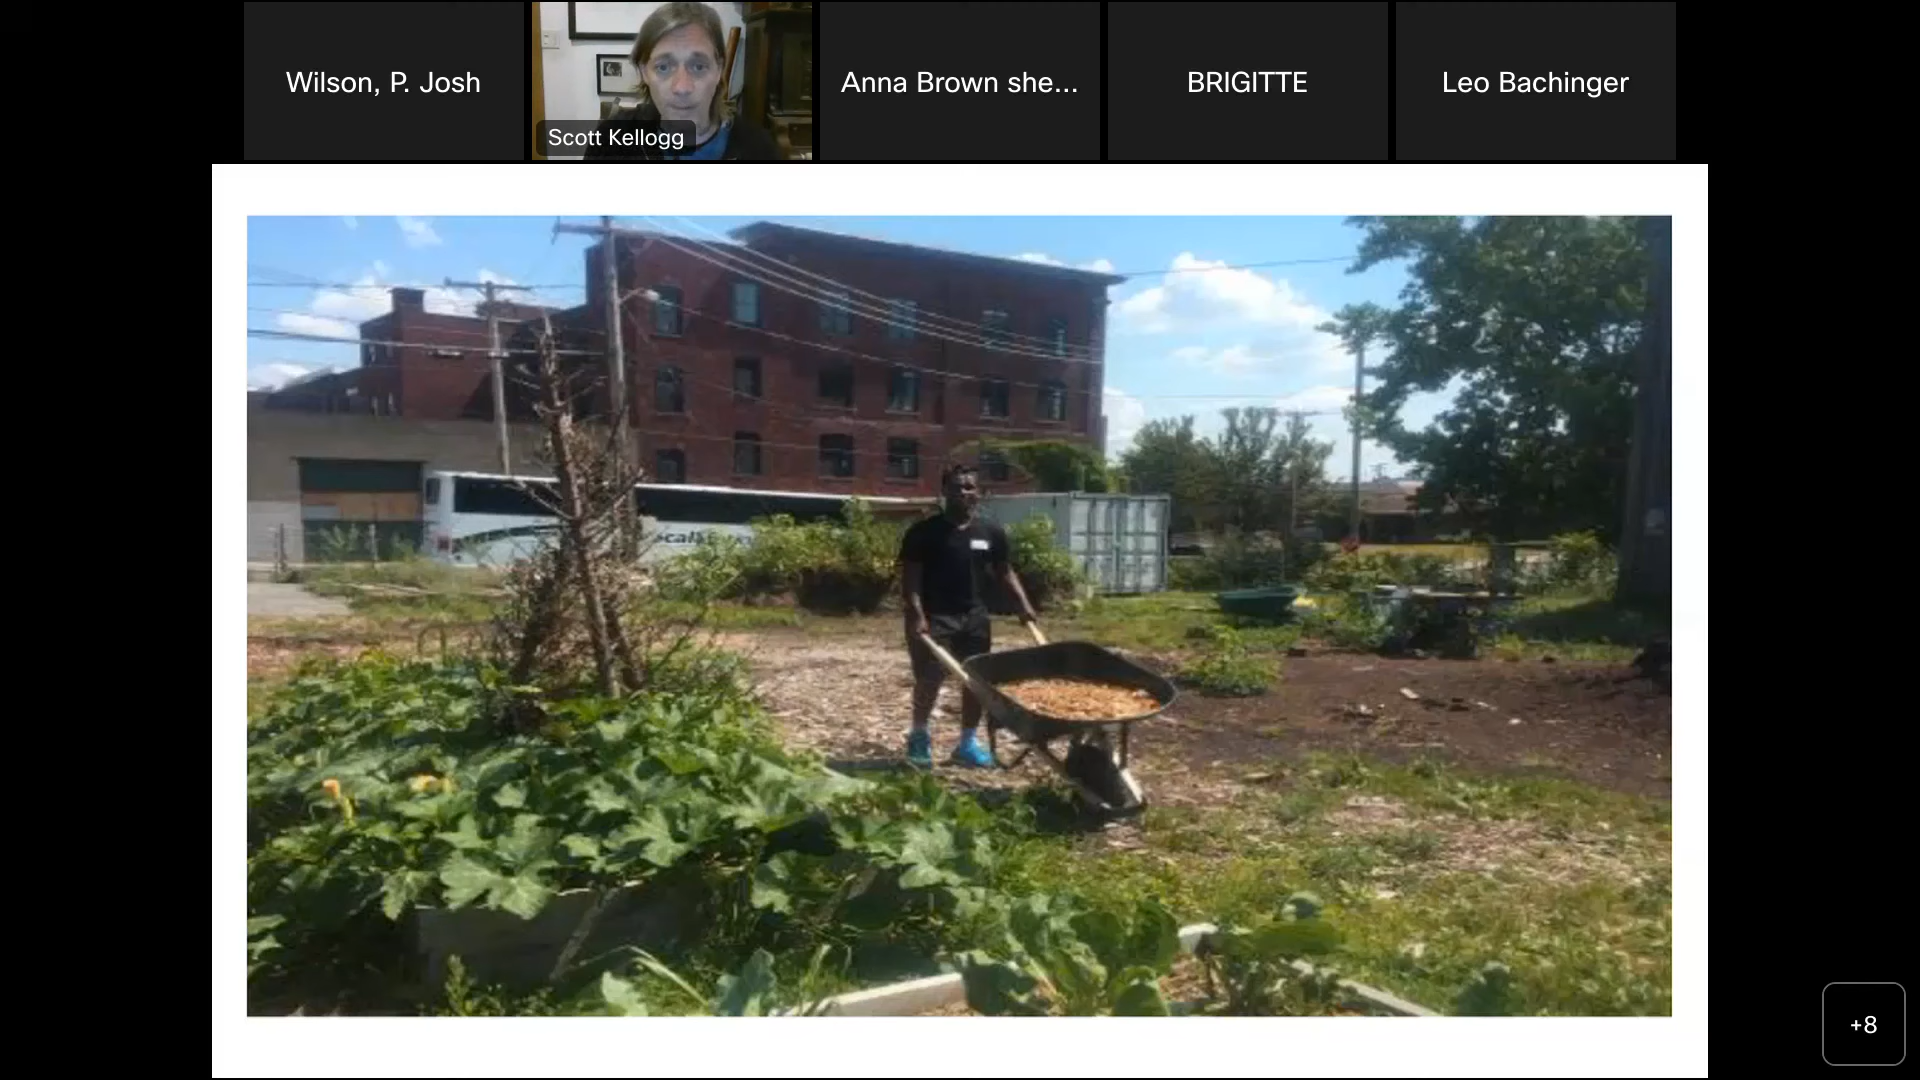 Wilson, P. Josh
Scott Kellogg
Anna Brown she...
BRIGITTE
Leo Bachinger
+8